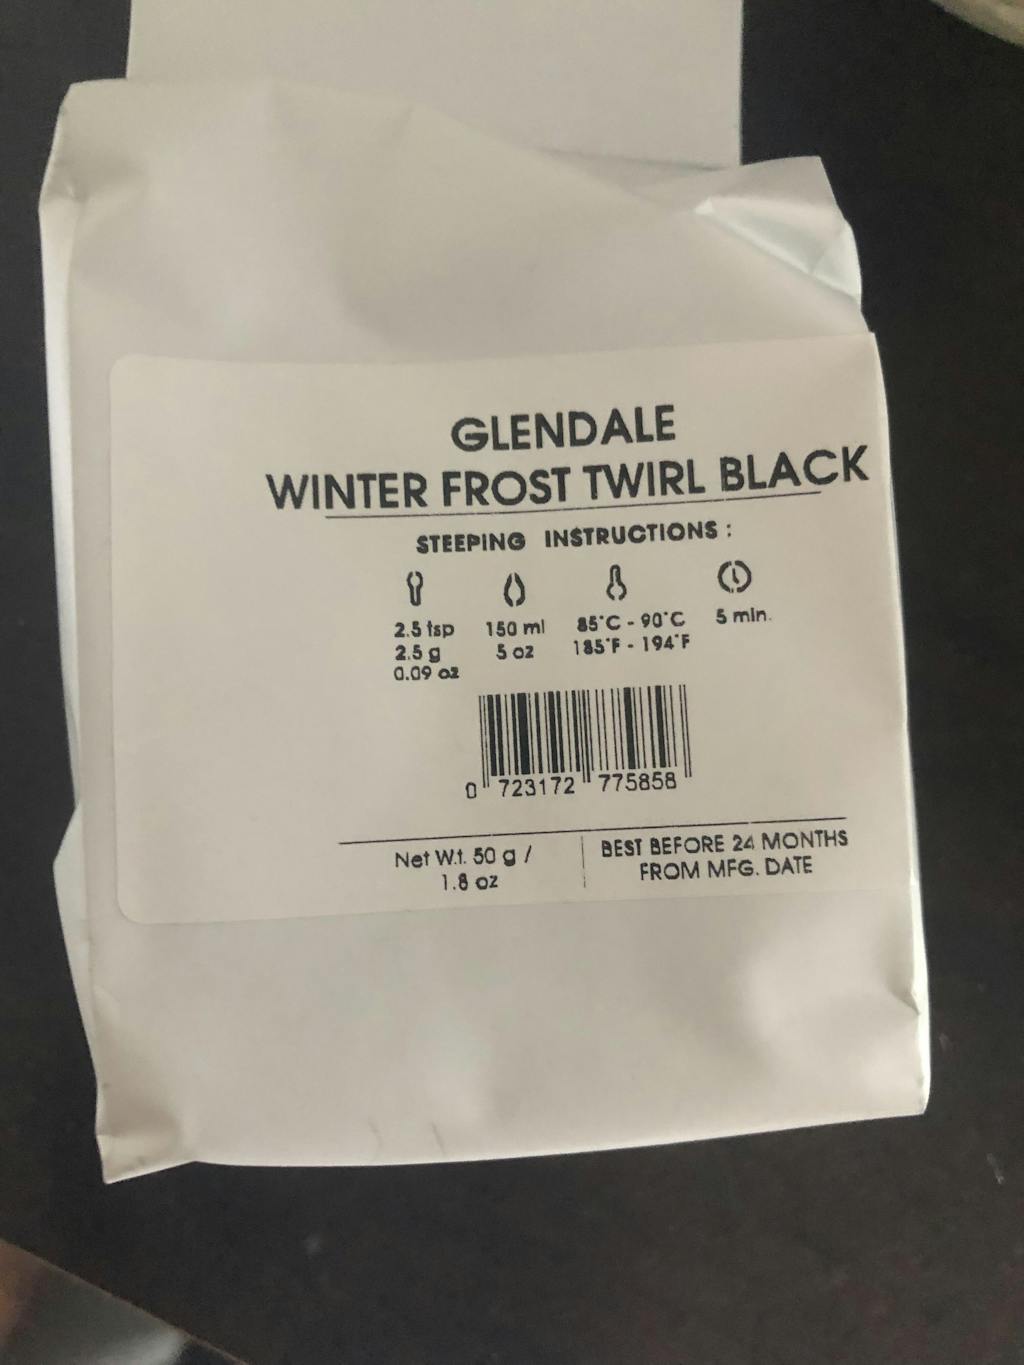 GLENDALE
WINTER FROST TWIRL BLACK
STEEPING INSTRUCTIONS :
2.5 tsp
2.5 g
0.09 oz
150 ml
5 oz
85°C - 90°C
185°F - 194°F
5 min.
0 723172 775858
Net W.t. 50 g /
1.8 oz
BEST BEFORE 24 MONTHS
FROM MFG. DATE